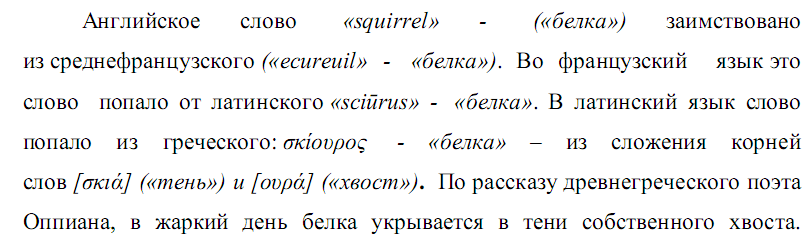 Английское слово «squirrel» - («белка») заимствовано
из среднефранцузского («ecureuil» - «белка»). Во французский язык это
слово попало от латинского «sciūrus» - «белка». В латинский язык слово
попало из греческого: σκίουρος - «белка» – из сложения корней
слов [σκιά] («тень») и [ουρά] («хвост»). По рассказу древнегреческого поэта
Оппиана, в жаркий день белка укрывается в тени собственного хвоста.